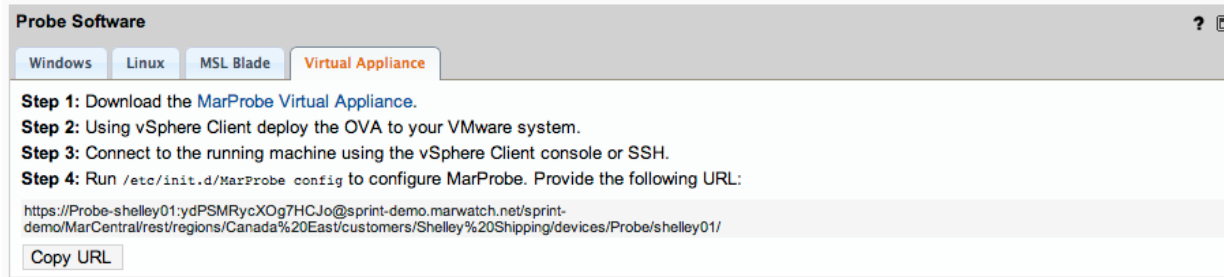 Probe Software ?
Windows Linux MSL Blade Virtual Appliance
Step 1: Download the MarProbe Virtual Appliance.
Step 2: Using vSphere Client deploy the OVA to your VMware system.
Step 3: Connect to the running machine using the vSphere Client console or SSH.
Step 4: Run /etc/init.d/MarProbe config to configure MarProbe. Provide the following URL:
https://Probe-shelley01:ydPSMRycXOg7HCJo@sprint-demo.marwatch.net/sprint-
demo/MarCentral/rest/regions/Canada%20East/customers/Shelley%20Shipping/devices/Probe/shelley01/
Copy URL